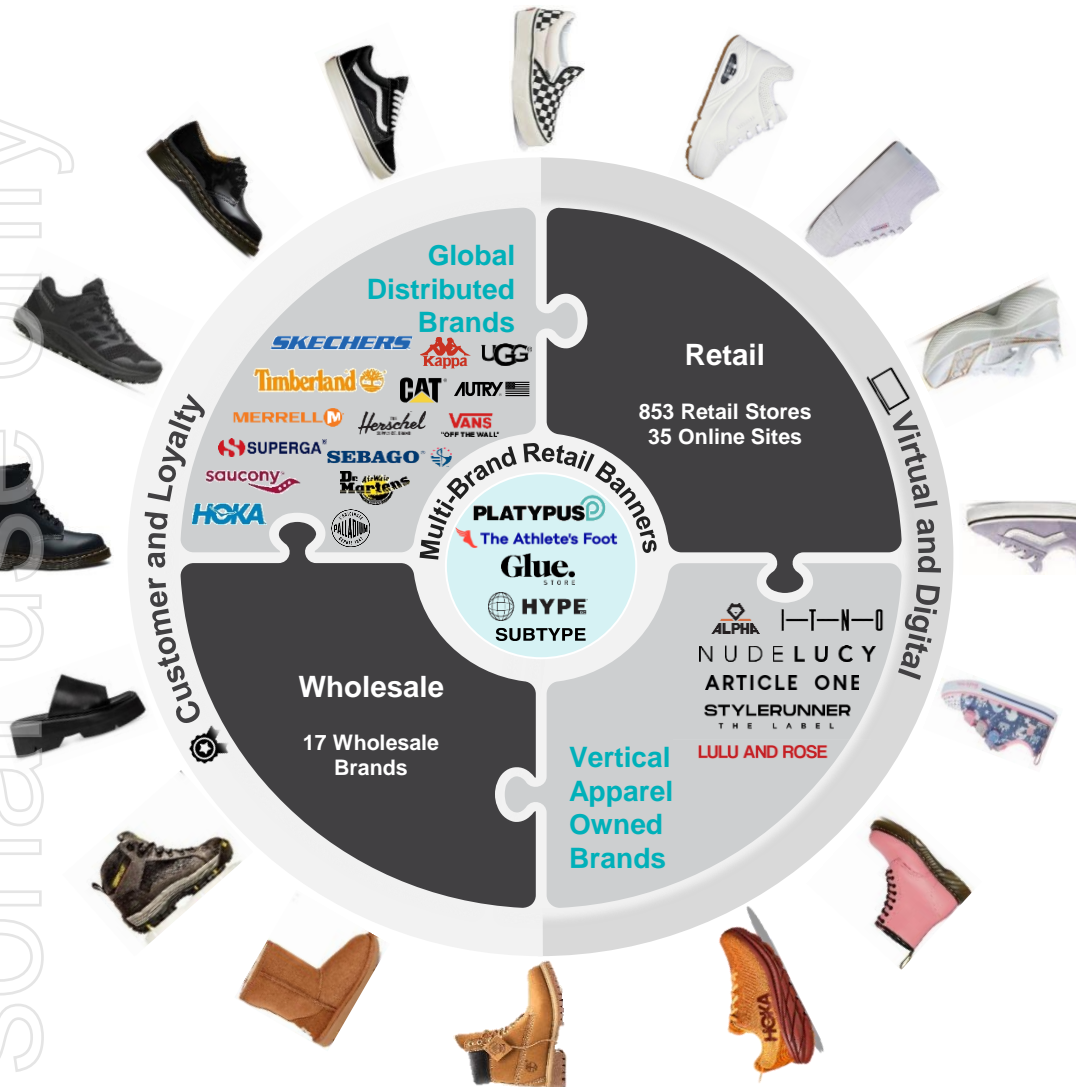 Global
Distributed
Brands
SKECHERS
Kappa
UGG
Timberland
CAT
AUTRY
MERRELL
THE
Herschel
VANS
"OFF THE WALL"
SUPERGA
SEBAGO
saucony
Dr. AirWair
Martens
HOKA
PALLADIUM
Retail
853 Retail Stores
35 Online Sites
Customer and Loyalty
Virtual and Digital
Multi-Brand Retail Banners
PLATYPUS
The Athlete's Foot
Glue.
STORE
HYPE
SUBTYPE
Wholesale
17 Wholesale
Brands
ALPHA
I—T—N—O
NUDELUCY
ARTICLE ONE
STYLERUNNER
THE LABEL
LULU AND ROSE
Vertical
Apparel
Owned
Brands
HOKA